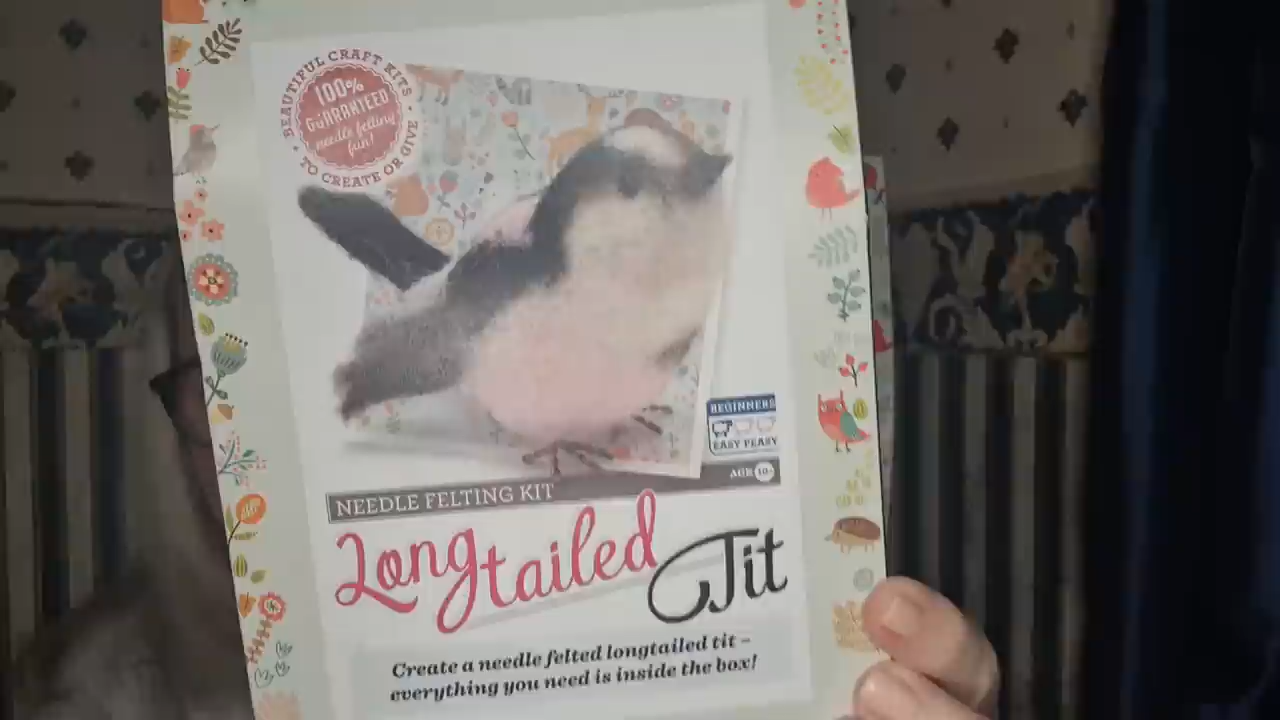 BEAUTIFUL CRAFT KITS
100%
GUARANTEED
needle felting
fun!
• TO CREATE OR GIVE •
BEGINNERS
EASY PEASY
AGE 10+
NEEDLE FELTING KIT
Longtailed Tit
Create a needle felted longtailed tit –
everything you need is inside the box!